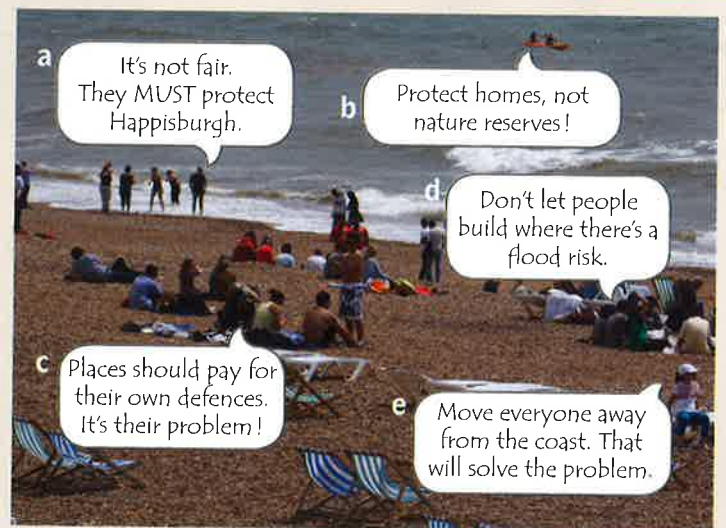 a
It's not fair.
They MUST protect
Happisburgh.
b
Protect homes, not
nature reserves!
d
Don't let people
build where there's a
flood risk.
c
Places should pay for
their own defences.
It's their problem!
e
Move everyone away
from the coast. That
will solve the problem.